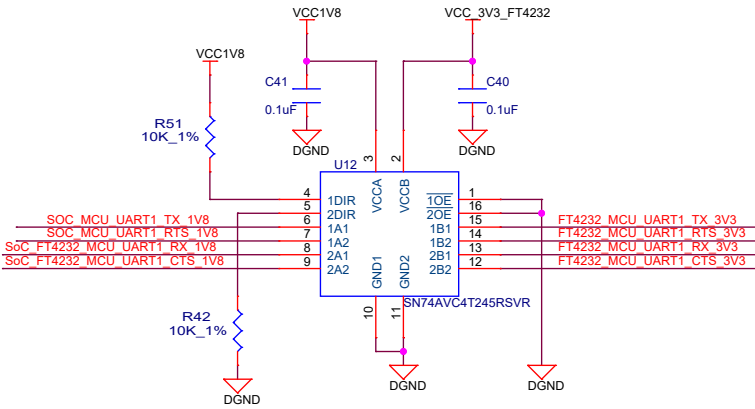 VCC1V8
VCC_3V3_FT4232
VCC1V8
C41
0.1uF
C40
0.1uF
R51
10K_1%
DGND
DGND
U12
3
2
VCCA
VCCB
4
1DIR
1OE
1
5
2DIR
2OE
16
SOC_MCU_UART1_TX_1V8
6
1A1
1B1
15
FT4232_MCU_UART1_TX_3V3
SOC_MCU_UART1_RTS_1V8
7
1A2
1B2
14
FT4232_MCU_UART1_RTS_3V3
SoC_FT4232_MCU_UART1_RX_1V8
8
2A1
2B1
13
FT4232_MCU_UART1_RX_3V3
SoC_FT4232_MCU_UART1_CTS_1V8
9
2A2
2B2
12
FT4232_MCU_UART1_CTS_3V3
GND1
GND2
SN74AVC4T245RSVR
10
11
R42
10K_1%
DGND
DGND
DGND